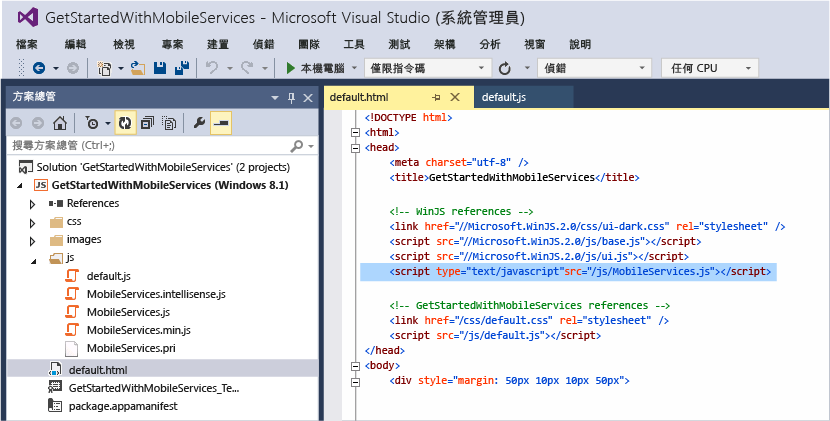 GetStartedWithMobileServices - Microsoft Visual Studio (系統管理員)
檔案 編輯 檢視 專案 建置 偵錯 團隊 工具 測試 架構 分析 視窗 說明
本機電腦 僅限指令碼 偵錯 任何 CPU
方案總管
搜尋方案總管 (Ctrl+;)
Solution 'GetStartedWithMobileServices' (2 projects)
JS GetStartedWithMobileServices (Windows 8.1)
References
css
images
js
default.js
MobileServices.intellisense.js
MobileServices.js
MobileServices.min.js
MobileServices.pri
default.html
GetStartedWithMobileServices_Te...
package.appamanifest
default.html default.js
<!DOCTYPE html>
<html>
<head>
<meta charset="utf-8" />
<title>GetStartedWithMobileServices</title>
<!-- WinJS references -->
<link href="//Microsoft.WinJS.2.0/css/ui-dark.css" rel="stylesheet" />
<script src="//Microsoft.WinJS.2.0/js/base.js"></script>
<script src="//Microsoft.WinJS.2.0/js/ui.js"></script>
<script type="text/javascript"src="/js/MobileServices.js"></script>
<!-- GetStartedWithMobileServices references -->
<link href="/css/default.css" rel="stylesheet" />
<script src="/js/default.js"></script>
</head>
<body>
<div style="margin: 50px 10px 10px 50px">